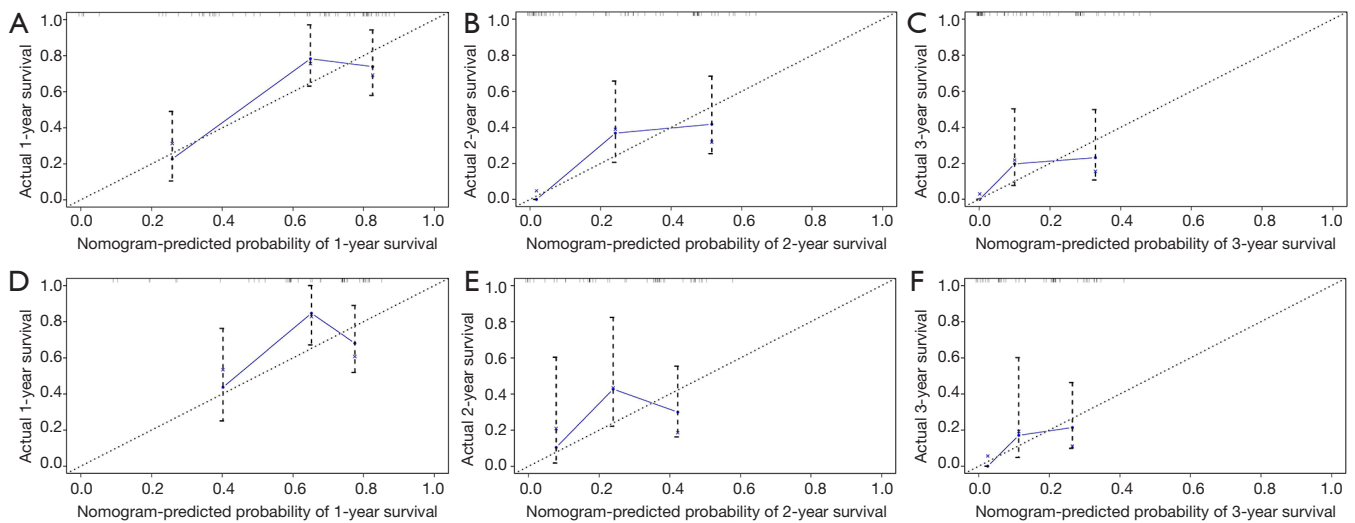 A
Actual 1-year survival
1.0
0.8
0.6
0.4
0.2
0.0
0.0 0.2 0.4 0.6 0.8 1.0
Nomogram-predicted probability of 1-year survival
B
Actual 2-year survival
1.0
0.8
0.6
0.4
0.2
0.0
0.0 0.2 0.4 0.6 0.8 1.0
Nomogram-predicted probability of 2-year survival
C
Actual 3-year survival
1.0
0.8
0.6
0.4
0.2
0.0
0.0 0.2 0.4 0.6 0.8 1.0
Nomogram-predicted probability of 3-year survival
D
Actual 1-year survival
1.0
0.8
0.6
0.4
0.2
0.0
0.0 0.2 0.4 0.6 0.8 1.0
Nomogram-predicted probability of 1-year survival
E
Actual 2-year survival
1.0
0.8
0.6
0.4
0.2
0.0
0.0 0.2 0.4 0.6 0.8 1.0
Nomogram-predicted probability of 2-year survival
F
Actual 3-year survival
1.0
0.8
0.6
0.4
0.2
0.0
0.0 0.2 0.4 0.6 0.8 1.0
Nomogram-predicted probability of 3-year survival